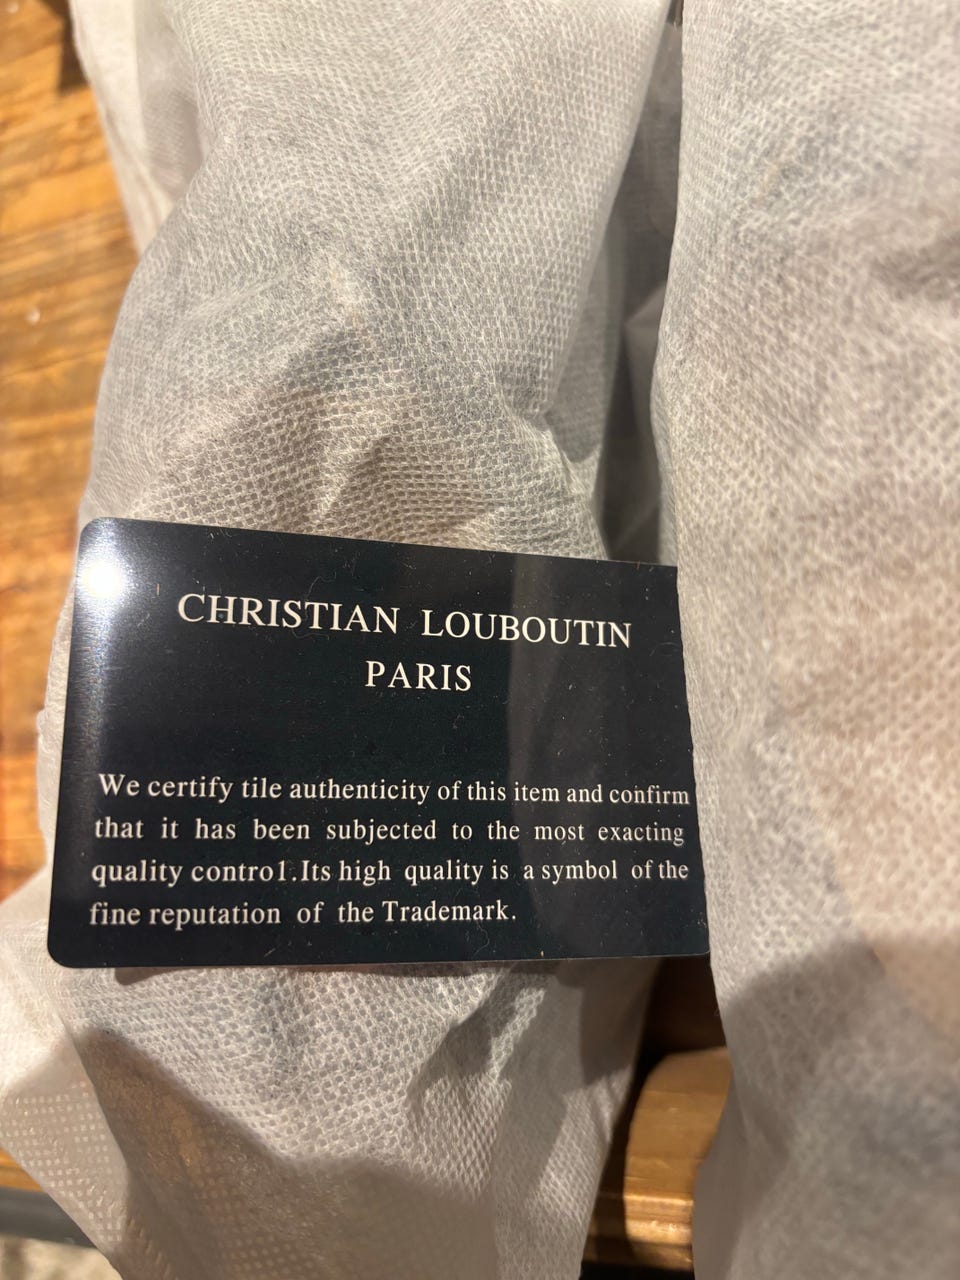 CHRISTIAN LOUBOUTIN
PARIS
We certify tile authenticity of this item and confirm
that it has been subjected to the most exacting
quality contro1.Its high quality is a symbol of the
fine reputation of the Trademark.